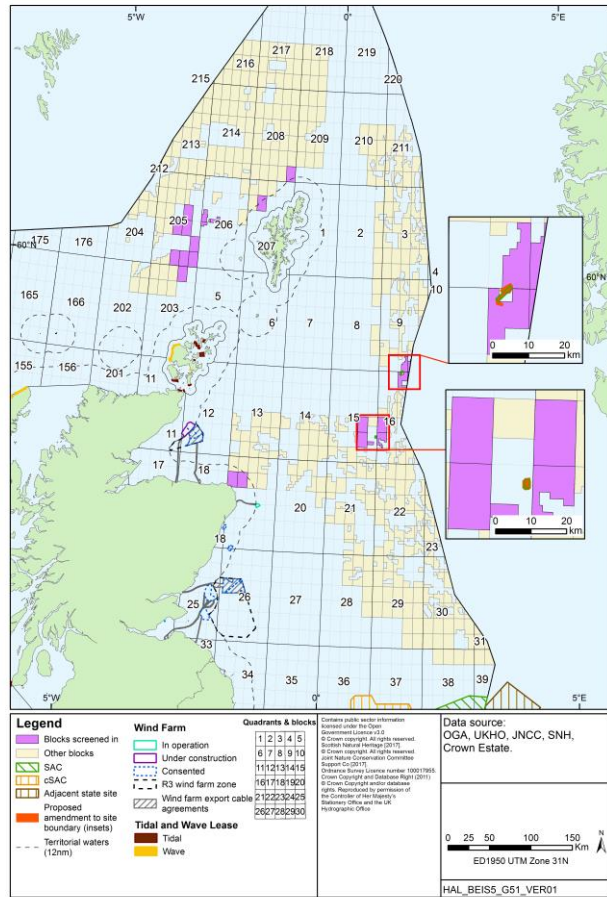 5°W 0° 5°E
217 218 219
216
215 220
214 208 209 210 211
213
212
205 206
204 207 1 2 3
175 176
60°N
4
165 166 202 203 5 10 60°N
6 7 8 9
155 156 201 11
0 10 20
km
12 13 14 15 16
11
17 18
0 10 20
km
20 21 22
23
18
25 26 27 28 29 30
33 31
34 35 36 37 38 39
5°W 0° 5°E
Legend
Blocks screened in
Other blocks
SAC
cSAC
Adjacent state site
Proposed
amendment to site
boundary (insets)
Territorial waters
(12nm)
Wind Farm
In operation
Under construction
Consented
R3 wind farm zone
Wind farm export cable
agreements
Tidal and Wave Lease
Tidal
Wave
Quadrants & blocks
1 2 3 4 5
6 7 8 9 10
11 12 13 14 15
16 17 18 19 20
21 22 23 24 25
26 27 28 29 30
Contains public sector information
licensed under the Open
Government Licence v3.0
© Crown copyright. All rights reserved.
Scottish Natural Heritage [2017].
© Crown copyright. All rights reserved.
Joint Nature Conservation Committee
Support Co [2017].
Ordnance Survey Licence number 100017955.
Crown Copyright and Database Right (2011)
© Crown Copyright and/or database
rights. Reproduced by permission of
the Controller of Her Majesty's
Stationery Office and the UK
Hydrographic Office
Data source:
OGA, UKHO, JNCC, SNH,
Crown Estate.
0 25 50 100 150
Km
N
ED1950 UTM Zone 31N
HAL_BEIS5_G51_VER01